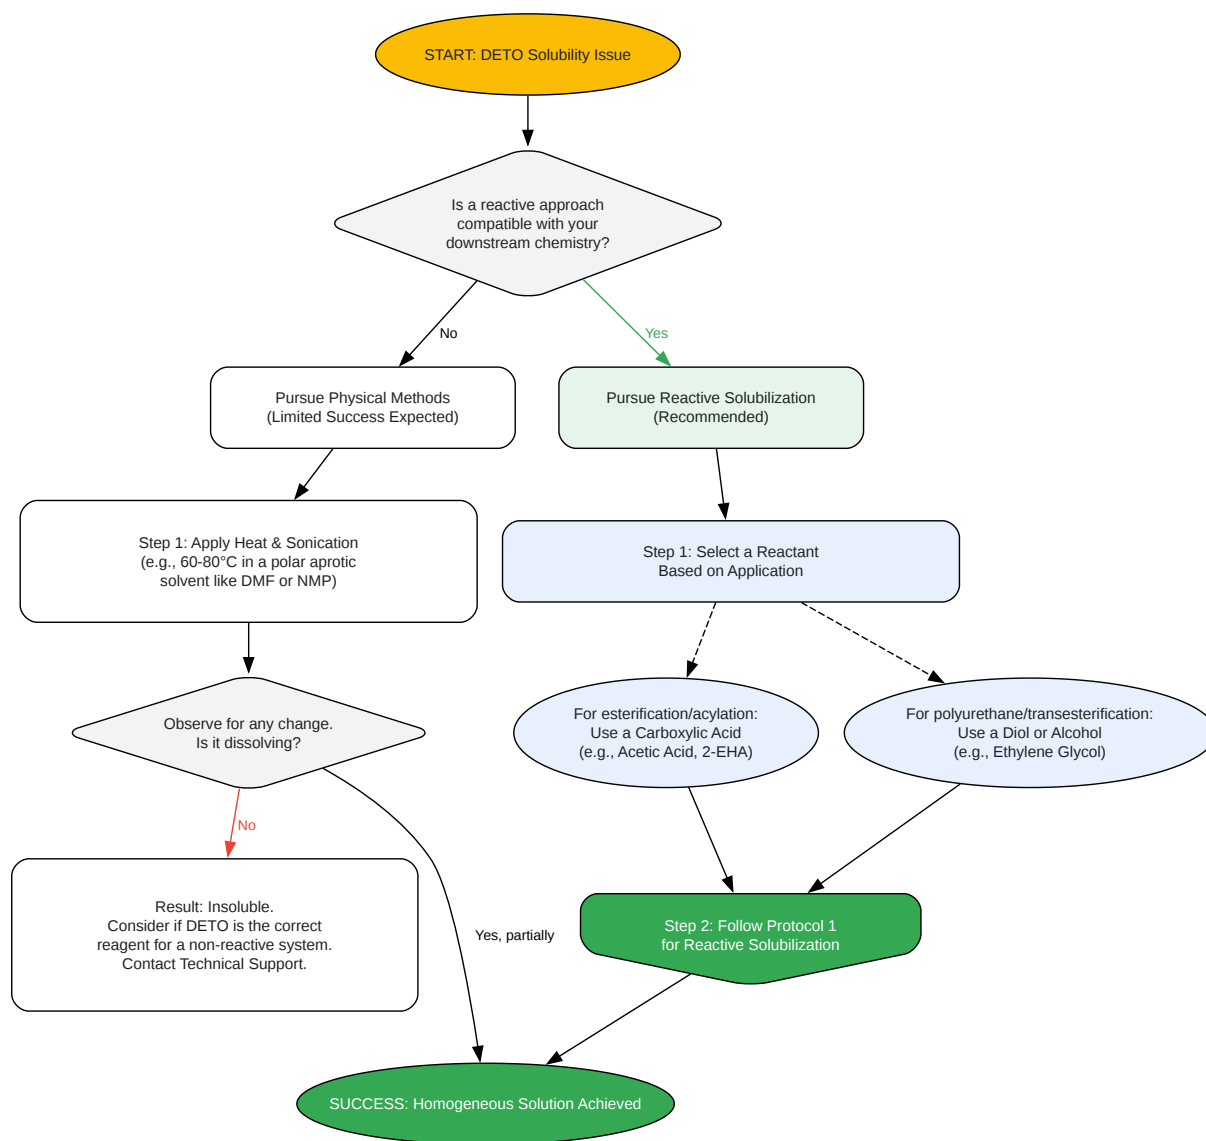 START: DETO Solubility Issue
Is a reactive approach
compatible with your
downstream chemistry?
No
Yes
Pursue Physical Methods
(Limited Success Expected)
Pursue Reactive Solubilization
(Recommended)
Step 1: Apply Heat & Sonication
(e.g., 60-80°C in a polar aprotic
solvent like DMF or NMP)
Step 1: Select a Reactant
Based on Application
Observe for any change.
Is it dissolving?
For esterification/acylation:
Use a Carboxylic Acid
(e.g., Acetic Acid, 2-EHA)
For polyurethane/transesterification:
Use a Diol or Alcohol
(e.g., Ethylene Glycol)
No
Result: Insoluble.
Consider if DETO is the correct
reagent for a non-reactive system.
Contact Technical Support.
Yes, partially
Step 2: Follow Protocol 1
for Reactive Solubilization
SUCCESS: Homogeneous Solution Achieved